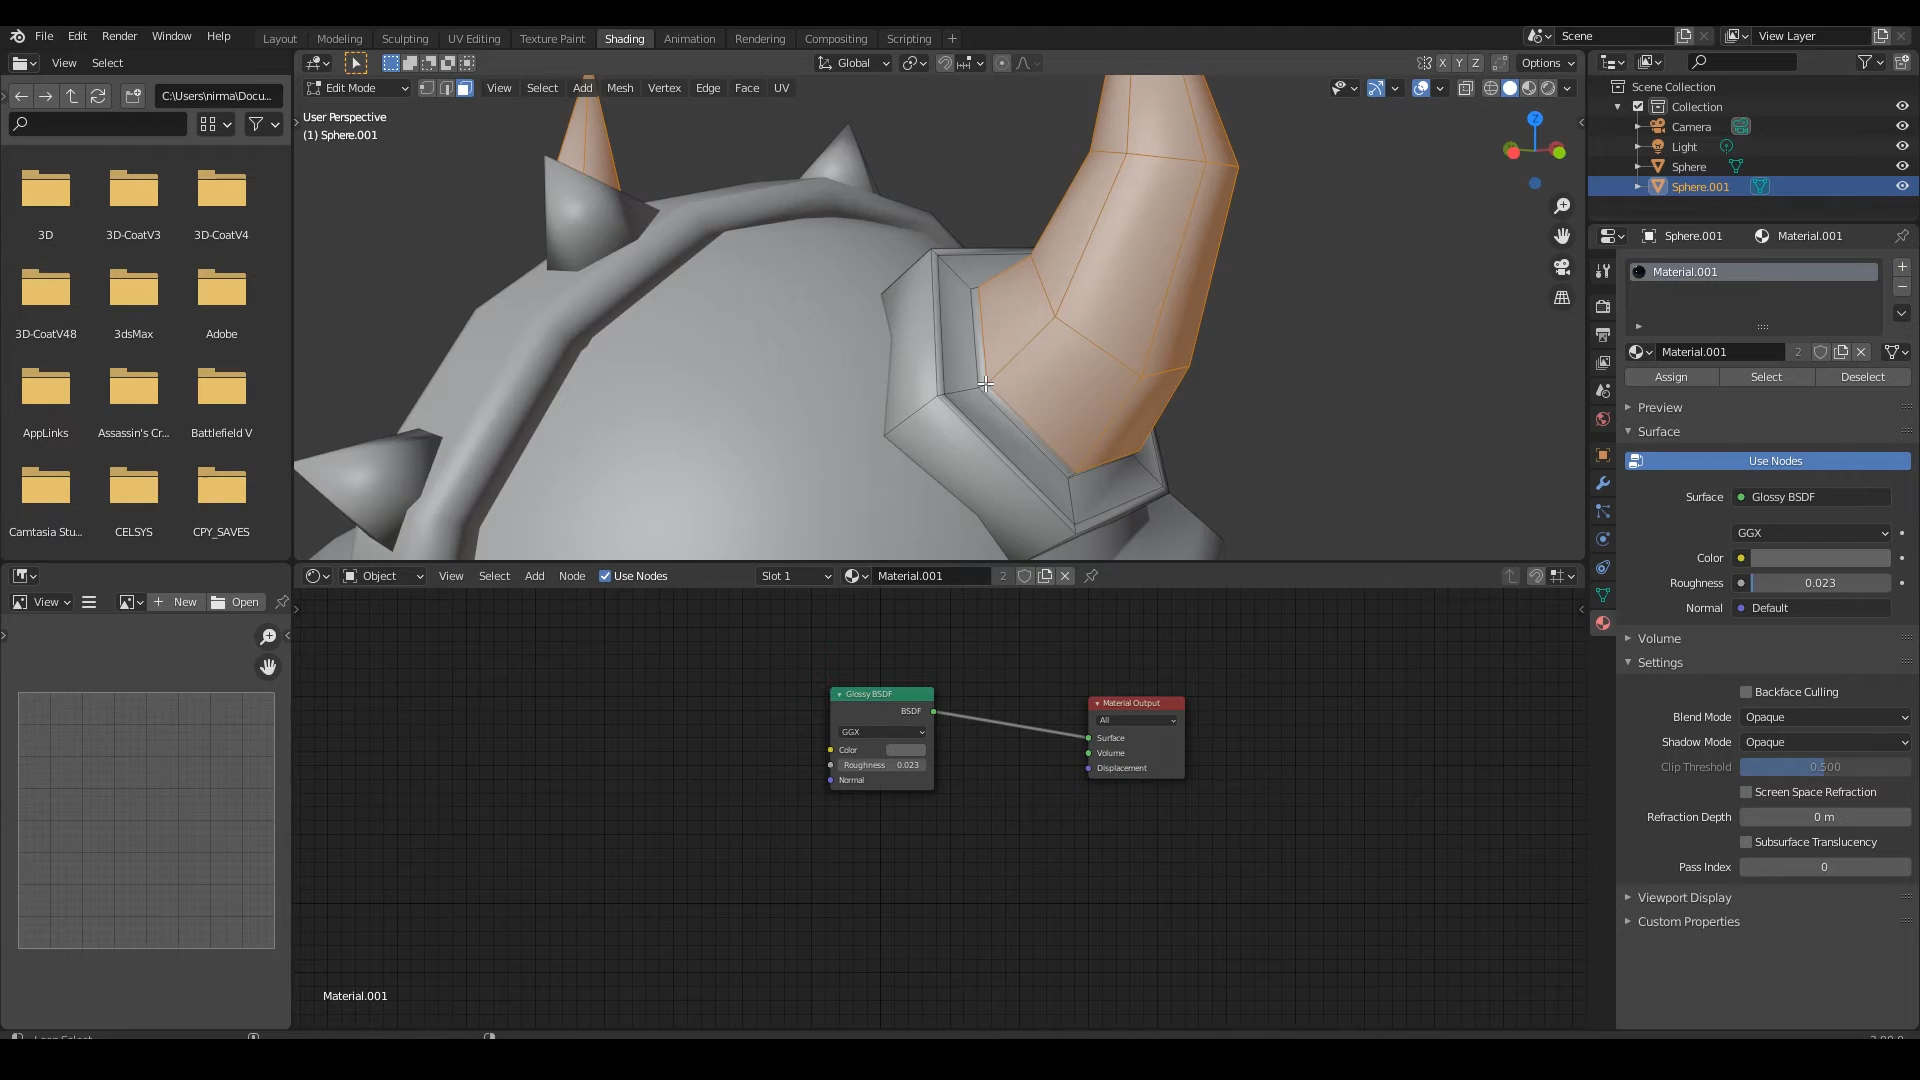 File Edit Render Window Help
Layout Modeling Sculpting UV Editing Texture Paint Shading Animation Rendering Compositing Scripting +
Scene View Layer
View Select
Global X Y Z Options
C:\Users\nirma\Docu...
Edit Mode View Select Add Mesh Vertex Edge Face UV
User Perspective
(1) Sphere.001
Z
3D 3D-CoatV3 3D-CoatV4
3D-CoatV48 3dsMax Adobe
AppLinks Assassin's Cr... Battlefield V
Camtasia Stu... CELSYS CPY_SAVES
Scene Collection
Collection
Camera
Light
Sphere
Sphere.001
Sphere.001 Material.001
Material.001
Material.001 2
Assign Select Deselect
Preview
Surface
Use Nodes
Surface Glossy BSDF
GGX
Color
Roughness 0.023
Normal Default
Volume
Settings
Backface Culling
Blend Mode Opaque
Shadow Mode Opaque
Clip Threshold 0.500
Screen Space Refraction
Refraction Depth 0 m
Subsurface Translucency
Pass Index 0
Viewport Display
Custom Properties
Object View Select Add Node Use Nodes Slot 1 Material.001 2
View New Open
Glossy BSDF
BSDF
GGX
Color
Roughness 0.023
Normal
Material Output
All
Surface
Volume
Displacement
Material.001